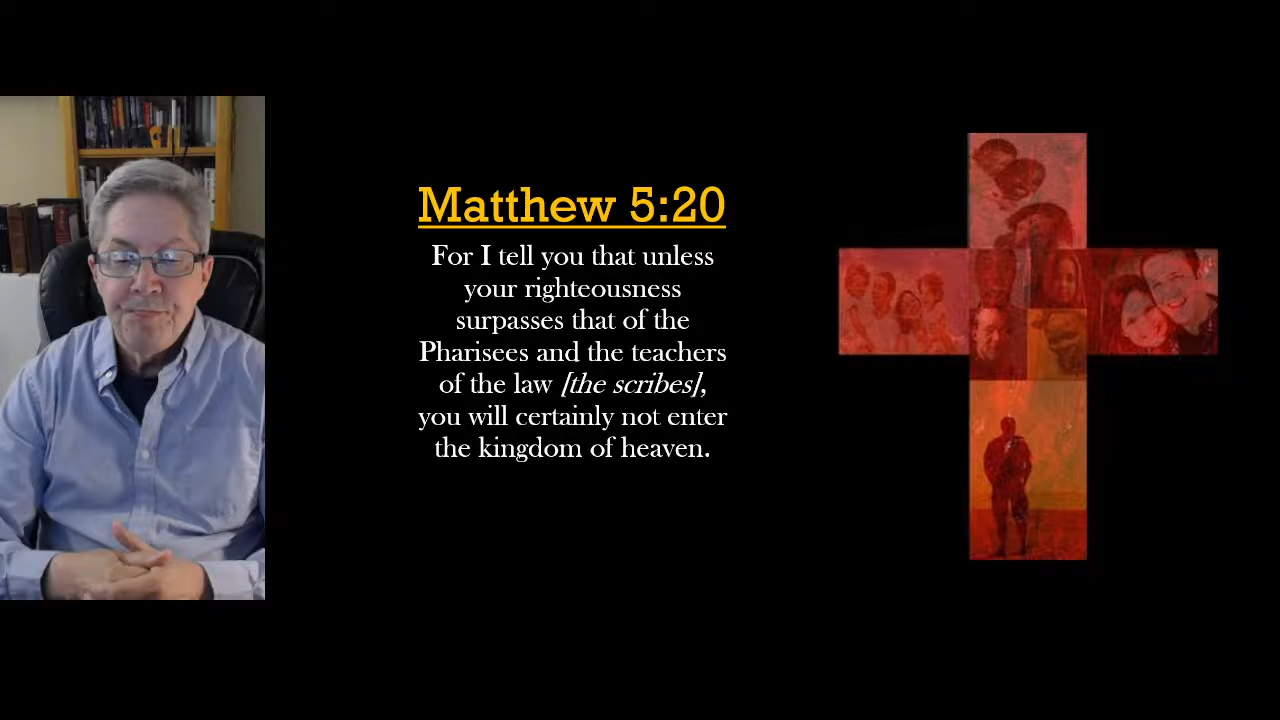 Matthew 5:20
For I tell you that unless
your righteousness
surpasses that of the
Pharisees and the teachers
of the law [the scribes],
you will certainly not enter
the kingdom of heaven.